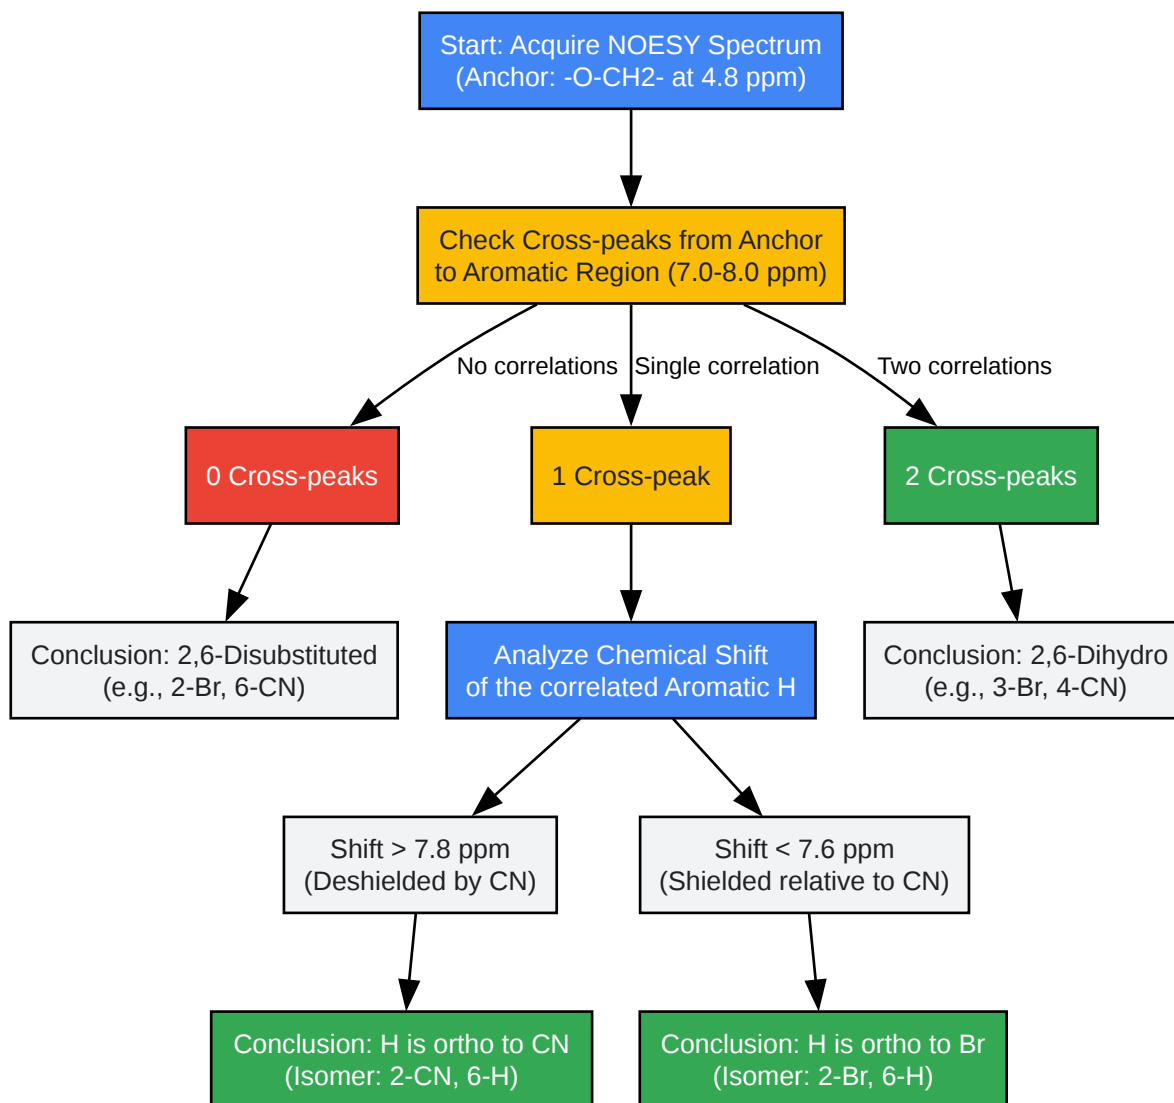 Start: Acquire NOESY Spectrum
(Anchor: -O-CH2- at 4.8 ppm)
Check Cross-peaks from Anchor
to Aromatic Region (7.0-8.0 ppm)
No correlations
Single correlation
Two correlations
0 Cross-peaks
1 Cross-peak
2 Cross-peaks
Conclusion: 2,6-Disubstituted
(e.g., 2-Br, 6-CN)
Analyze Chemical Shift
of the correlated Aromatic H
Conclusion: 2,6-Dihydro
(e.g., 3-Br, 4-CN)
Shift > 7.8 ppm
(Deshielded by CN)
Shift < 7.6 ppm
(Shielded relative to CN)
Conclusion: H is ortho to CN
(Isomer: 2-CN, 6-H)
Conclusion: H is ortho to Br
(Isomer: 2-Br, 6-H)